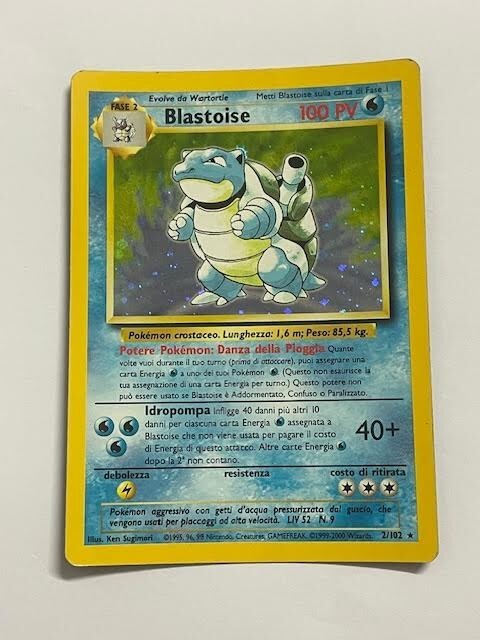 Evolve da Wartortle
Metti Blastoise sulla carta di Fase 1
FASE 2
Blastoise
100 PV
Pokémon crostaceo. Lunghezza: 1,6 m; Peso: 85,5 kg.
Potere Pokémon: Danza della Pioggia Quante
volte vuoi durante il tuo turno (prima di attaccare), puoi assegnare una
carta Energia a uno dei tuoi Pokémon . (Questo non esaurisce la
tua assegnazione di una carta Energia per turno.) Questo potere non
può essere usato se Blastoise è Addormentato, Confuso o Paralizzato.
Idropompa Infligge 40 danni più altri 10
danni per ciascuna carta Energia assegnata a
Blastoise che non viene usata per pagare il costo
di Energia di questo attacco. Altre carte Energia
dopo la 2ª non contano.
40+
debolezza
resistenza
costo di ritirata
Pokémon aggressivo con getti d'acqua pressurizzata dal guscio, che
vengono usati per placcaggi ad alta velocità. LIV 52 N. 9
Illus. Ken Sugimori
©1995, 96, 98 Nintendo, Creatures, GAMEFREAK. ©1999-2000 Wizards.
2/102 ★